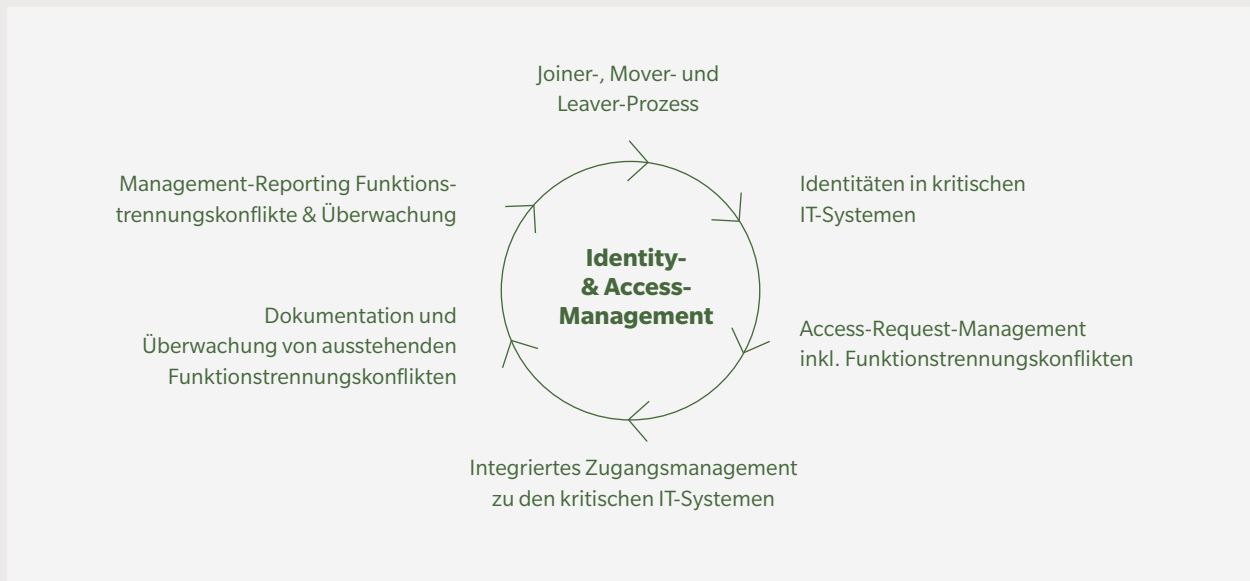 Joiner-, Mover- und
Leaver-Prozess
Identitäten in kritischen
IT-Systemen
Access-Request-Management
inkl. Funktionstrennungskonflikten
Integriertes Zugangsmanagement
zu den kritischen IT-Systemen
Dokumentation und
Überwachung von ausstehenden
Funktionstrennungskonflikten
Management-Reporting Funktions-
trennungskonflikte & Überwachung
Identity-
& Access-
Management